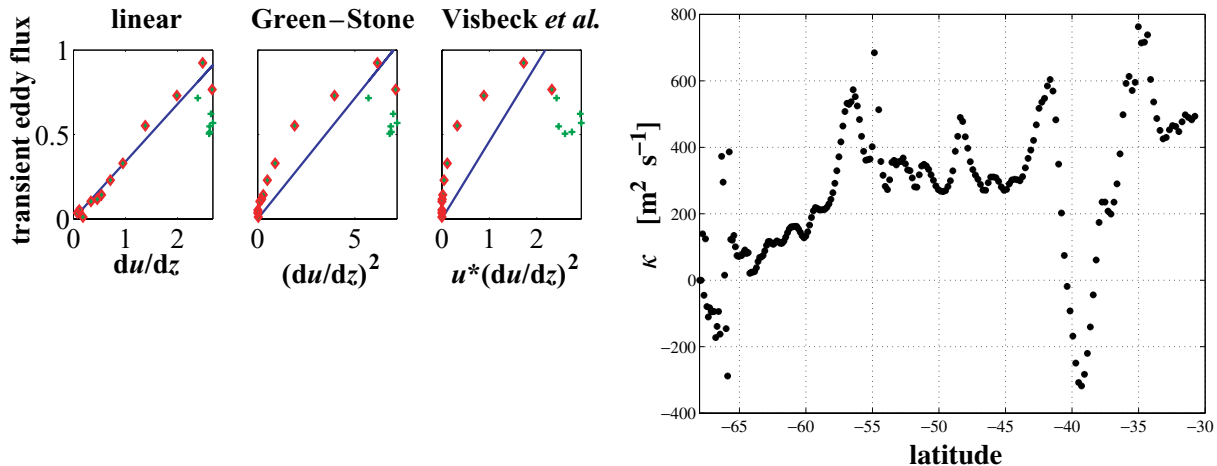 linear
Green–Stone
Visbeck et al.
transient eddy flux
1
0.5
0
0 1 2
du/dz
0 5
(du/dz)²
0 1 2
u*(du/dz)²
κ [m² s⁻¹]
800
600
400
200
0
−200
−400
−65 −60 −55 −50 −45 −40 −35 −30
latitude